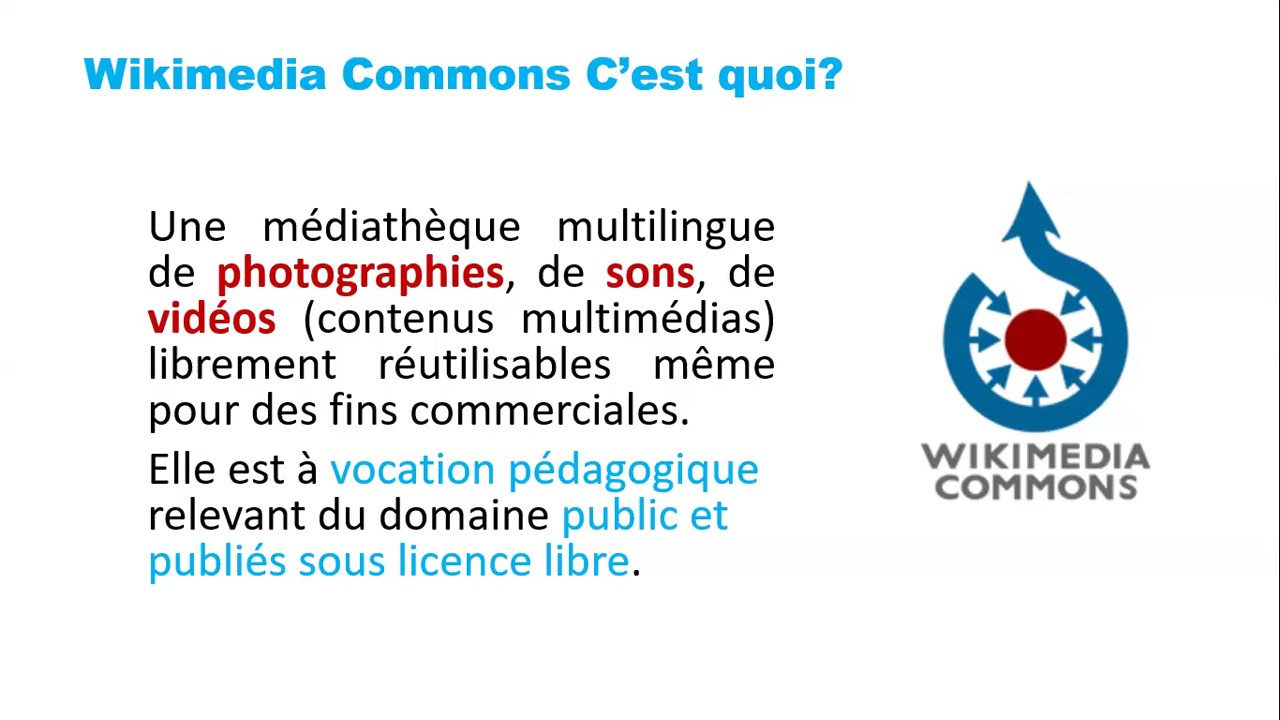 Wikimedia Commons C’est quoi?
Une médiathèque multilingue
de photographies, de sons, de
vidéos (contenus multimédias)
librement réutilisables même
pour des fins commerciales.
Elle est à vocation pédagogique
relevant du domaine public et
publiés sous licence libre.
WIKIMEDIA
COMMONS